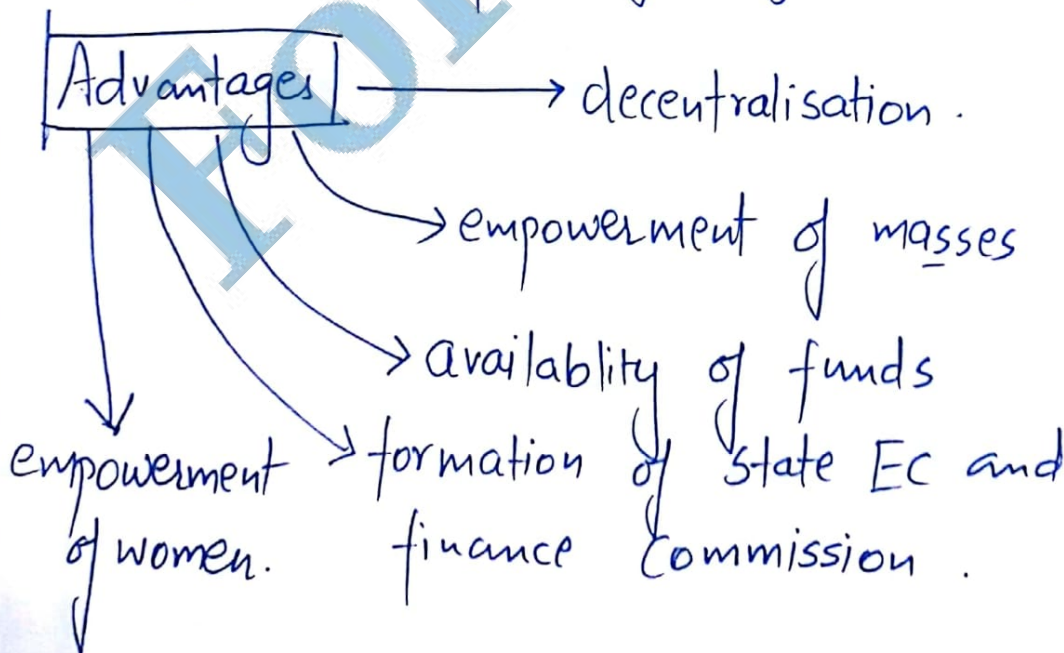 Advantages → decentralisation.
→ empowerment of masses
→ availablity of funds
→ formation of state EC and
finance Commission.
empowerment
of women.